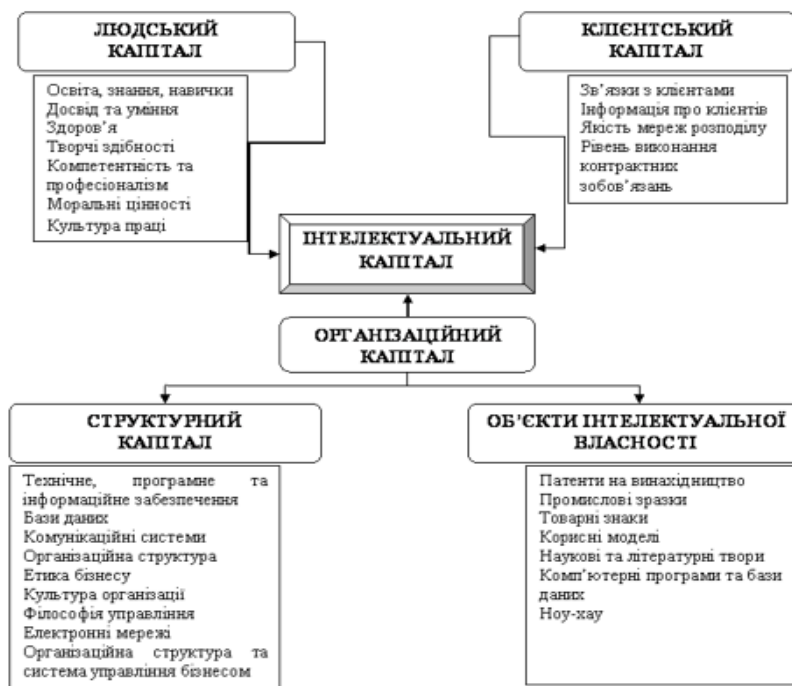 ЛЮДСЬКИЙ
КАПІТАЛ
Освіта, знання, навички
Досвід та уміння
Здоров’я
Творчі здібності
Компетентність та
професіоналізм
Моральні цінності
Культура праці
КЛІЄНТСЬКИЙ
КАПІТАЛ
Зв’язки з клієнтами
Інформація про клієнтів
Якість мереж розподілу
Рівень виконання
контрактних
зобов’язань
ІНТЕЛЕКТУАЛЬНИЙ
КАПІТАЛ
ОРГАНІЗАЦІЙНИЙ
КАПІТАЛ
СТРУКТУРНИЙ
КАПІТАЛ
Технічне, програмне та
інформаційне забезпечення
Бази даних
Комунікаційні системи
Організаційна структура
Етика бізнесу
Культура організації
Філософія управління
Електронні мережі
Організаційна структура та
система управління бізнесом
ОБ’ЄКТИ ІНТЕЛЕКТУАЛЬНОЇ
ВЛАСНОСТІ
Патенти на винахідництво
Промислові зразки
Товарні знаки
Корисні моделі
Наукові та літературні твори
Комп’ютерні програми та бази
даних
Ноу-хау